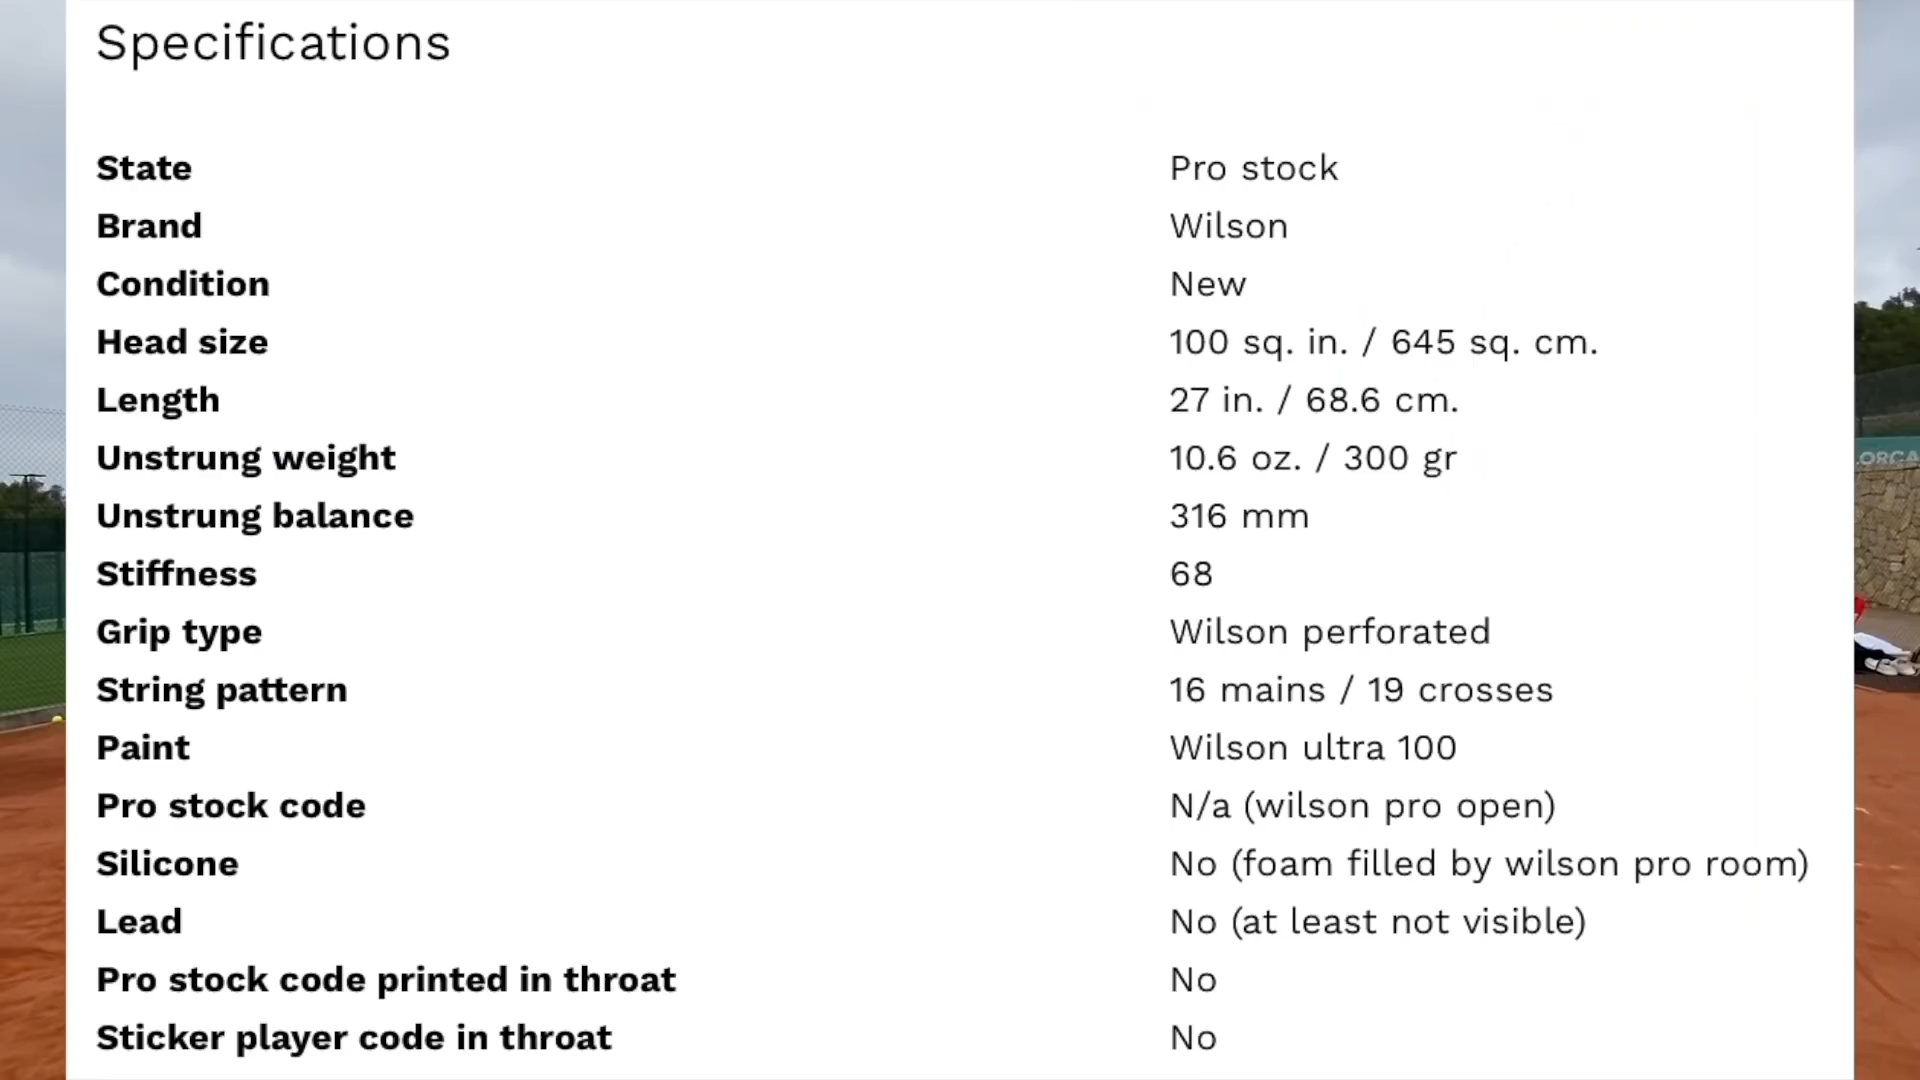 Specifications
State Pro stock
Brand Wilson
Condition New
Head size 100 sq. in. / 645 sq. cm.
Length 27 in. / 68.6 cm.
Unstrung weight 10.6 oz. / 300 gr
Unstrung balance 316 mm
Stiffness 68
Grip type Wilson perforated
String pattern 16 mains / 19 crosses
Paint Wilson ultra 100
Pro stock code N/a (wilson pro open)
Silicone No (foam filled by wilson pro room)
Lead No (at least not visible)
Pro stock code printed in throat No
Sticker player code in throat No